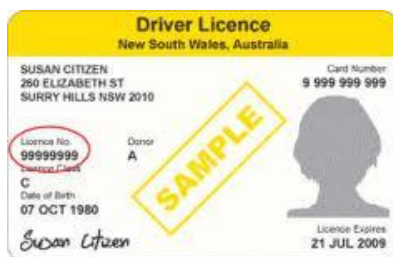 Driver Licence
New South Wales, Australia
SUSAN CITIZEN
260 ELIZABETH ST
SURRY HILLS NSW 2010
Card Number
9 999 999 999
Licence No.
99999999
Donor
A
Licence Class
C
Date of Birth
07 OCT 1980
SAMPLE
Susan Citizen
Licence Expires
21 JUL 2009